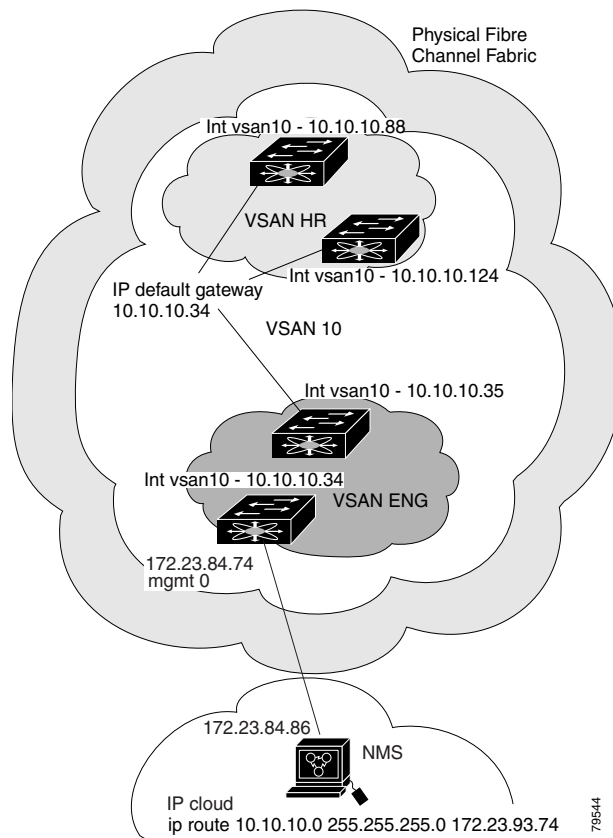 Physical Fibre
Channel Fabric
Int vsan10 - 10.10.10.88
VSAN HR
Int vsan10 - 10.10.10.124
IP default gateway
10.10.10.34
VSAN 10
Int vsan10 - 10.10.10.35
Int vsan10 - 10.10.10.34
VSAN ENG
172.23.84.74
mgmt 0
172.23.84.86
NMS
IP cloud
ip route 10.10.10.0 255.255.255.0 172.23.93.74
79544